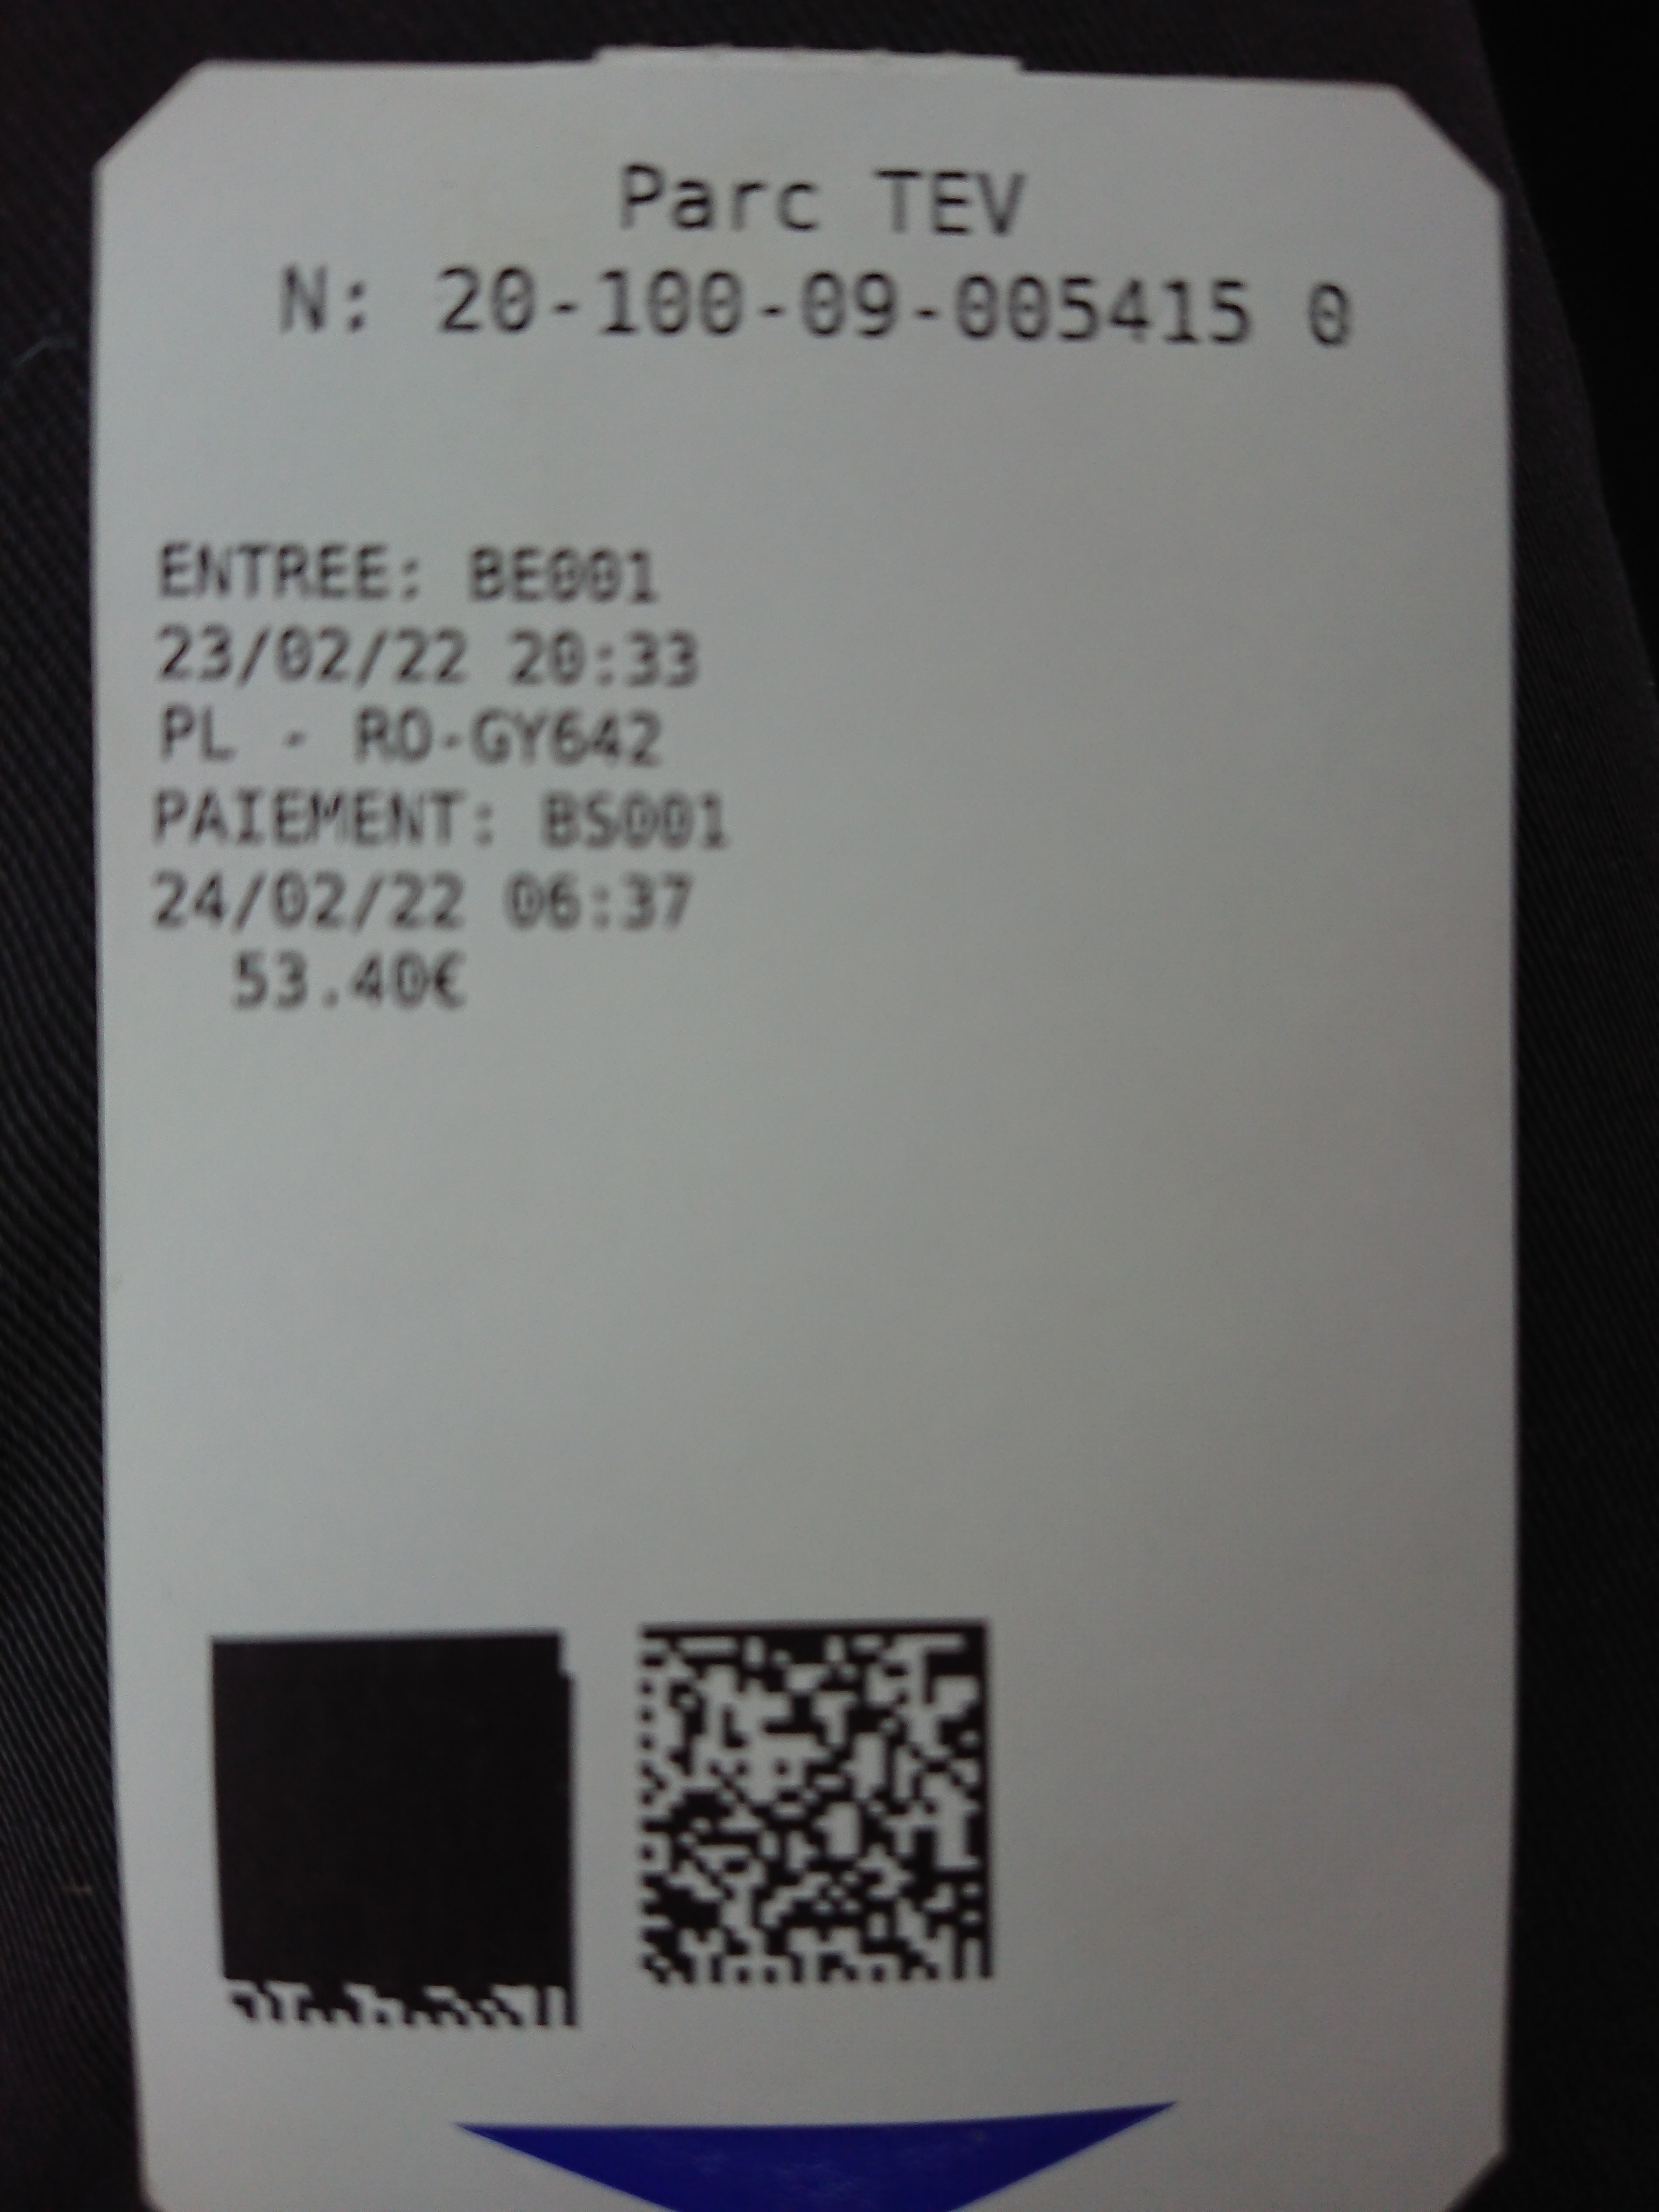 Parc TEV
N: 20-100-09-005415 0
ENTREE: BE001
23/02/22 20:33
PL - RO-GY642
PAIEMENT: BS001
24/02/22 06:37
53.40€